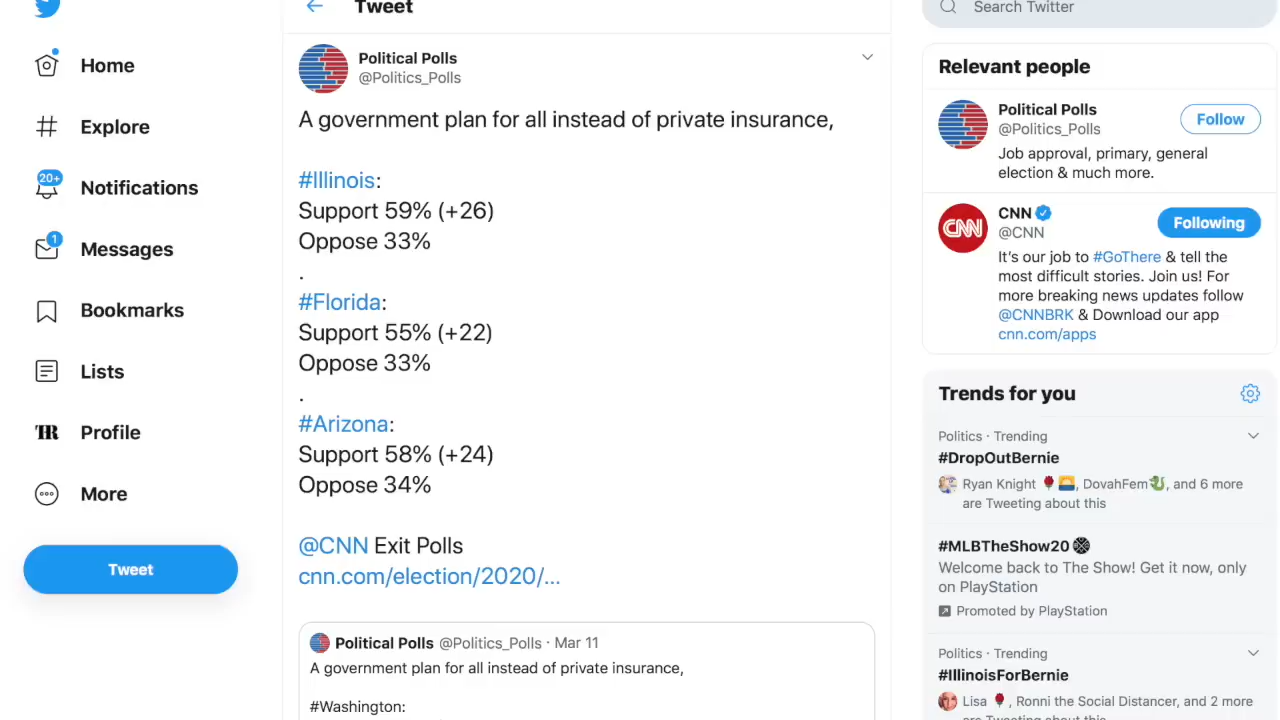 Tweet
Search Twitter
Home
Explore
20+
Notifications
1
Messages
Bookmarks
Lists
Profile
More
Tweet
Political Polls
@Politics_Polls
A government plan for all instead of private insurance,
#Illinois:
Support 59% (+26)
Oppose 33%
.
#Florida:
Support 55% (+22)
Oppose 33%
.
#Arizona:
Support 58% (+24)
Oppose 34%
@CNN Exit Polls
cnn.com/election/2020/...
Political Polls @Politics_Polls · Mar 11
A government plan for all instead of private insurance,
#Washington:
Relevant people
Political Polls
@Politics_Polls
Follow
Job approval, primary, general
election & much more.
CNN
CNN
@CNN
Following
It's our job to #GoThere & tell the
most difficult stories. Join us! For
more breaking news updates follow
@CNNBRK & Download our app
cnn.com/apps
Trends for you
Politics · Trending
#DropOutBernie
Ryan Knight 🌹🌅, DovahFem🐉, and 6 more
are Tweeting about this
#MLBTheShow20
Welcome back to The Show! Get it now, only
on PlayStation
Promoted by PlayStation
Politics · Trending
#IllinoisForBernie
Lisa 🌹, Ronni the Social Distancer, and 2 more
are Tweeting about this